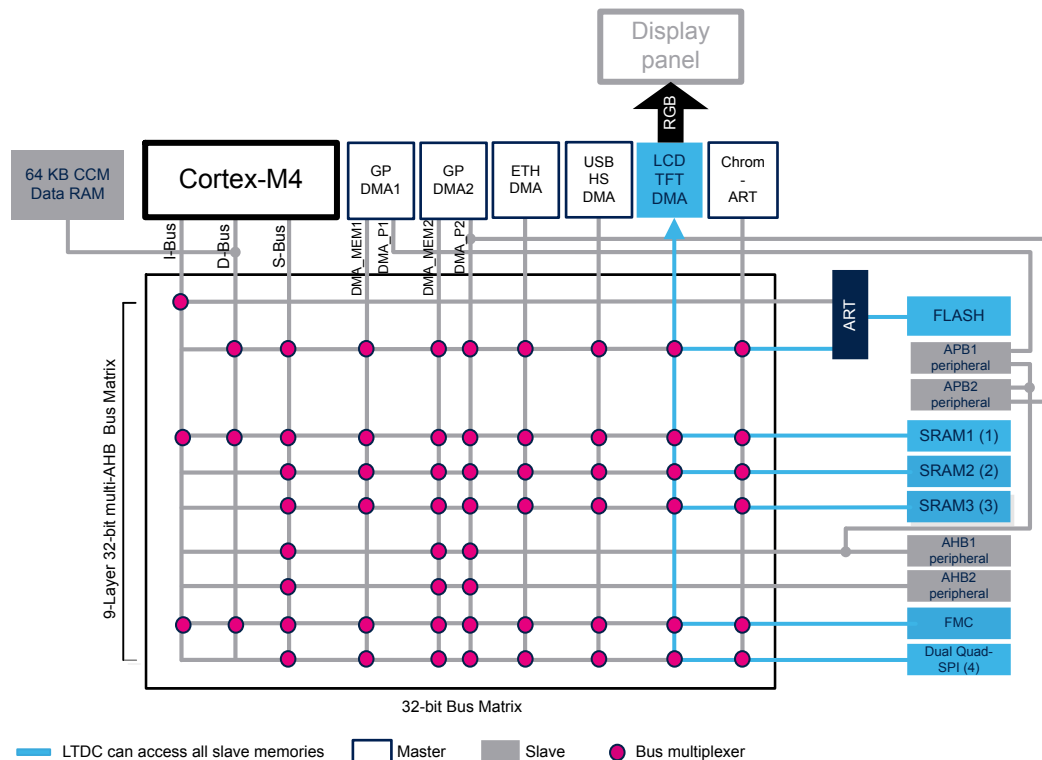 Display
panel
RGB
64 KB CCM
Data RAM
Cortex-M4
GP
DMA1
GP
DMA2
ETH
DMA
USB
HS
DMA
LCD
TFT
DMA
Chrom
-
ART
I-Bus
D-Bus
S-Bus
DMA_MEM1
DMA_P1
DMA_MEM2
DMA_P2
ART
FLASH
APB1
peripheral
APB2
peripheral
SRAM1 (1)
SRAM2 (2)
SRAM3 (3)
AHB1
peripheral
AHB2
peripheral
FMC
Dual Quad-
SPI (4)
9-Layer 32-bit multi-AHB Bus Matrix
32-bit Bus Matrix
LTDC can access all slave memories
Master
Slave
Bus multiplexer